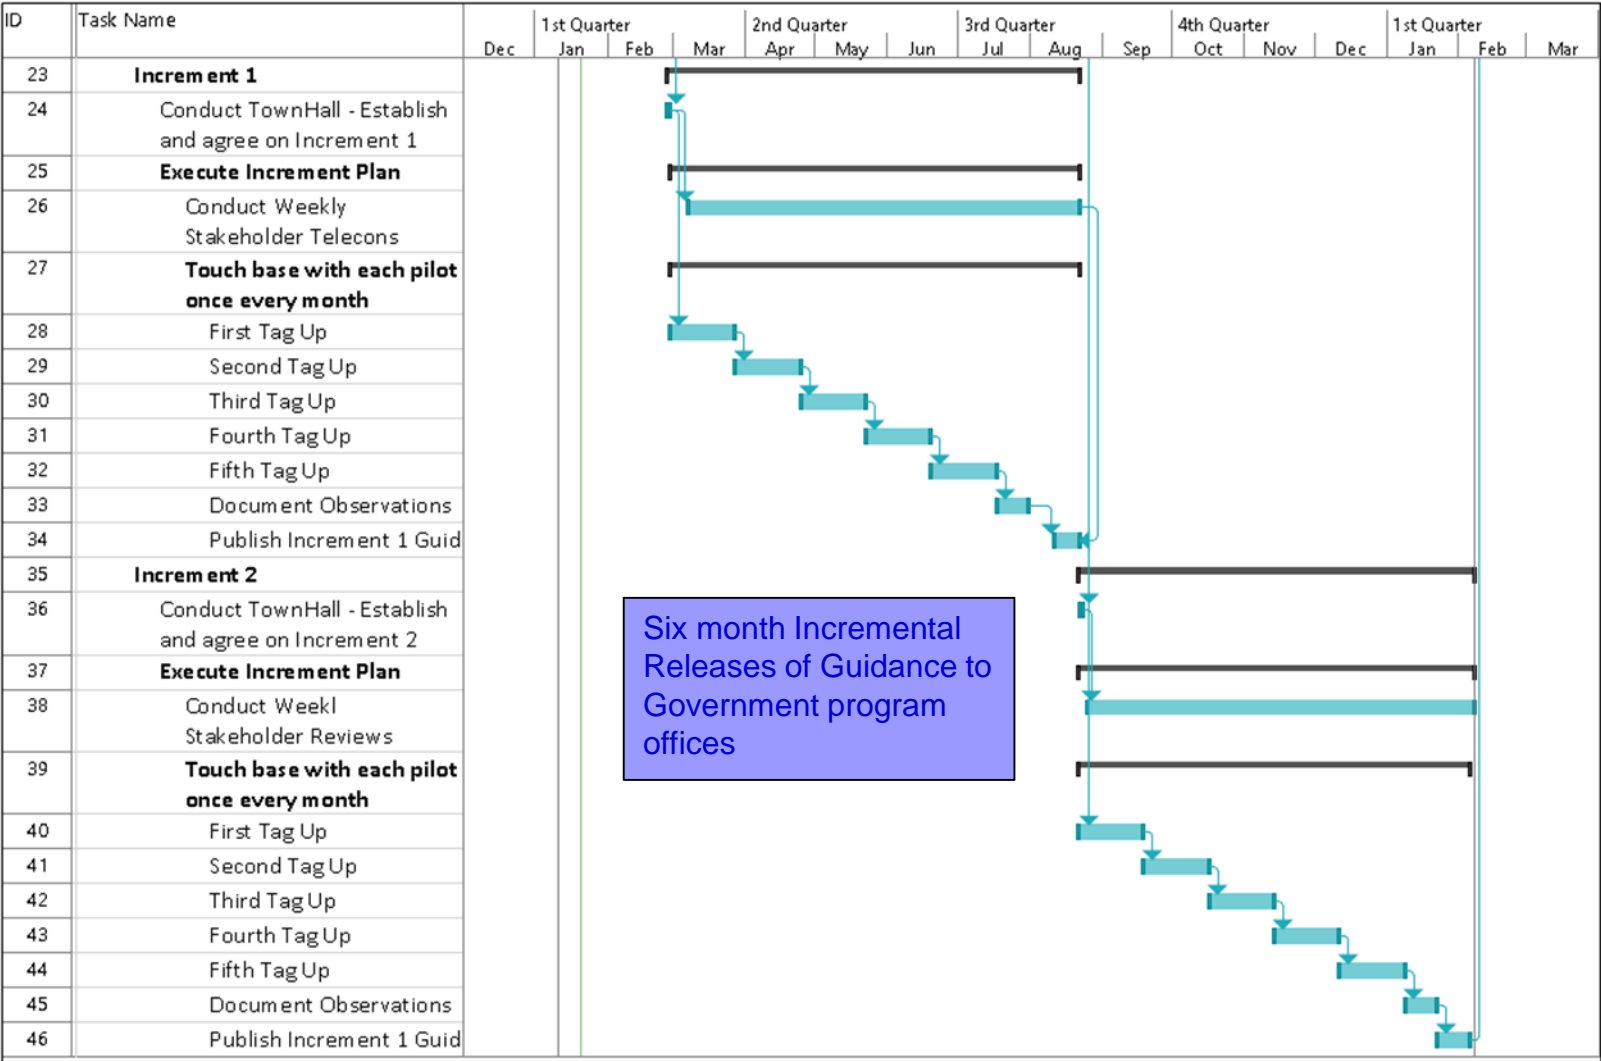 ID Task Name 1st Quarter 2nd Quarter 3rd Quarter 4th Quarter 1st Quarter
Dec Jan Feb Mar Apr May Jun Jul Aug Sep Oct Nov Dec Jan Feb Mar
23 Increment 1
24 Conduct TownHall - Establish
and agree on Increment 1
25 Execute Increment Plan
26 Conduct Weekly
Stakeholder Telecons
27 Touch base with each pilot
once every month
28 First Tag Up
29 Second Tag Up
30 Third Tag Up
31 Fourth Tag Up
32 Fifth Tag Up
33 Document Observations
34 Publish Increment 1 Guid
35 Increment 2
36 Conduct TownHall - Establish
and agree on Increment 2
37 Execute Increment Plan
38 Conduct Weekl
Stakeholder Reviews
39 Touch base with each pilot
once every month
40 First Tag Up
41 Second Tag Up
42 Third Tag Up
43 Fourth Tag Up
44 Fifth Tag Up
45 Document Observations
46 Publish Increment 1 Guid
Six month Incremental
Releases of Guidance to
Government program
offices